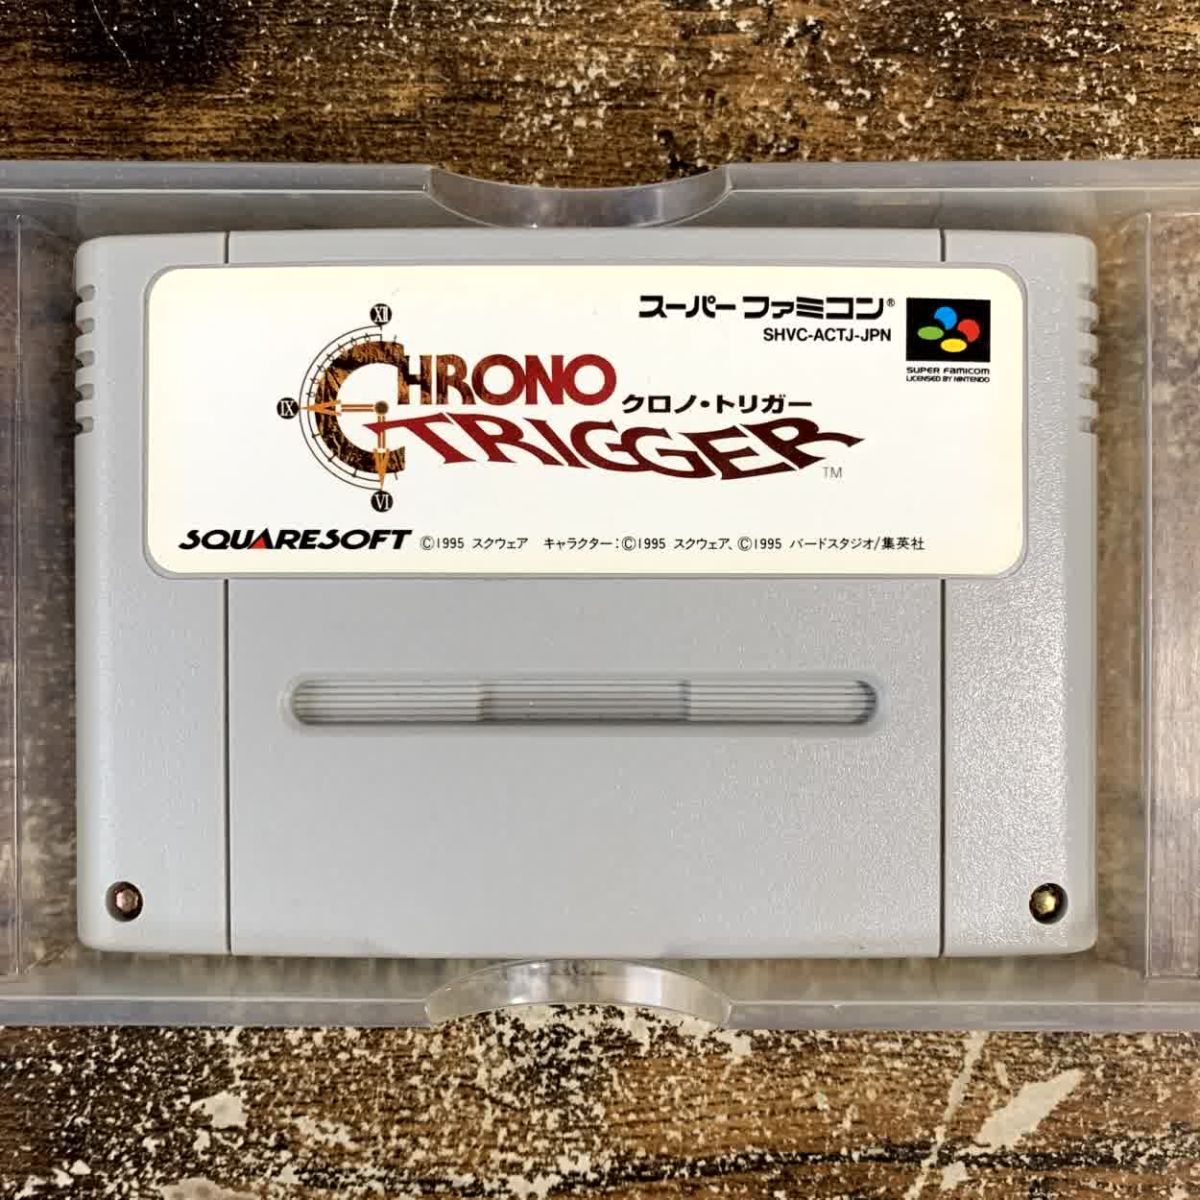 スーパーファミコン®
SHVC-ACTJ-JPN
SUPER FAMICOM
LICENSED BY NINTENDO
XII
IX
VI
CHRONO
クロノ・トリガー
TRIGGER™
SQUARESOFT ©1995 スクウェア キャラクター:©1995 スクウェア、©1995 バードスタジオ/集英社